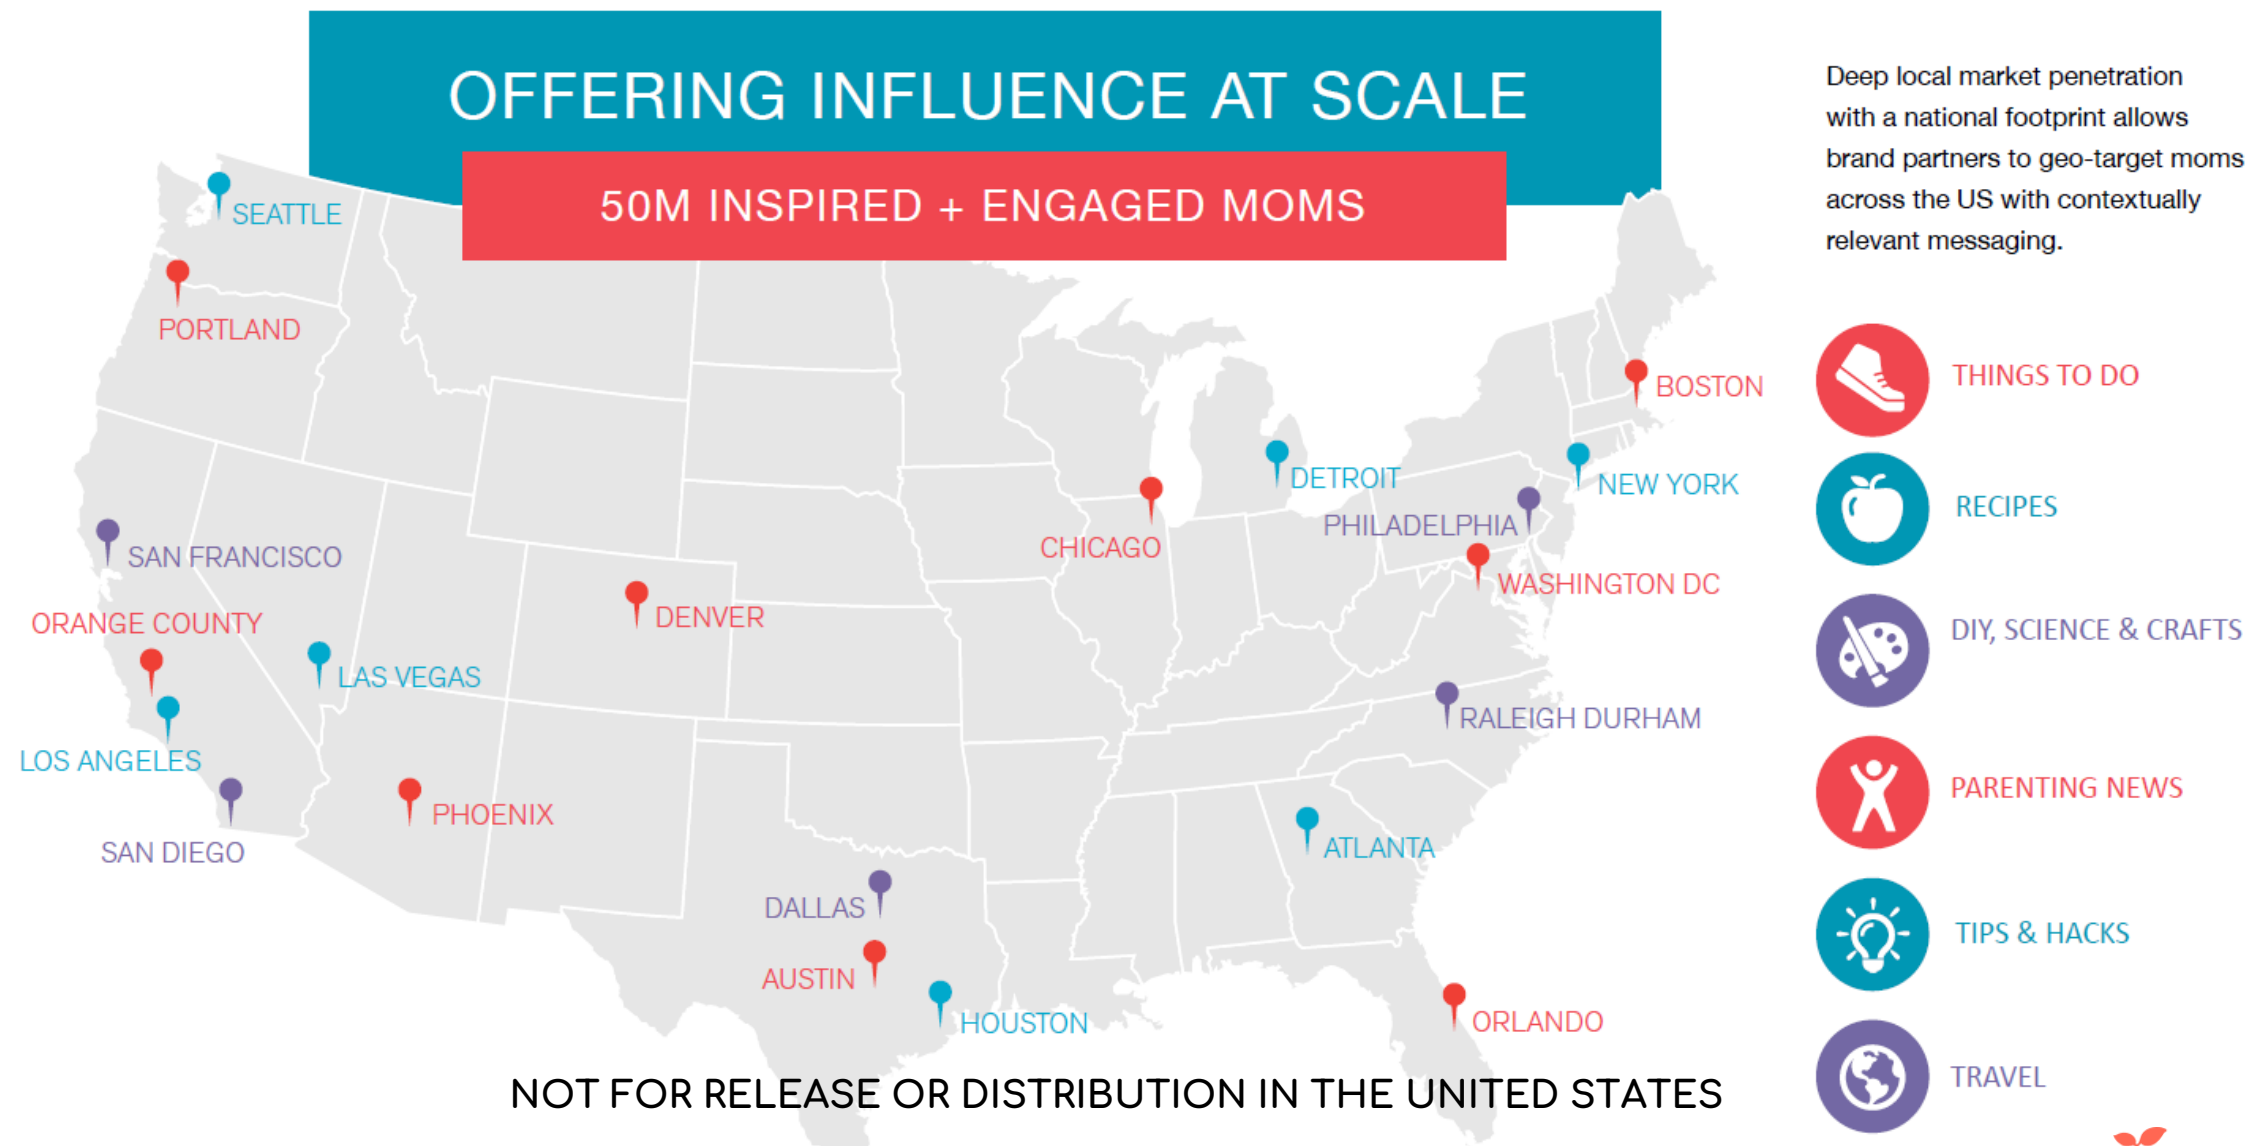 OFFERING INFLUENCE AT SCALE
50M INSPIRED + ENGAGED MOMS
Deep local market penetration
with a national footprint allows
brand partners to geo-target moms
across the US with contextually
relevant messaging.
SEATTLE
PORTLAND
BOSTON
DETROIT
NEW YORK
PHILADELPHIA
CHICAGO
SAN FRANCISCO
WASHINGTON DC
DENVER
ORANGE COUNTY
LAS VEGAS
RALEIGH DURHAM
LOS ANGELES
PHOENIX
SAN DIEGO
ATLANTA
DALLAS
AUSTIN
HOUSTON
ORLANDO
THINGS TO DO
RECIPES
DIY, SCIENCE & CRAFTS
PARENTING NEWS
TIPS & HACKS
TRAVEL
NOT FOR RELEASE OR DISTRIBUTION IN THE UNITED STATES